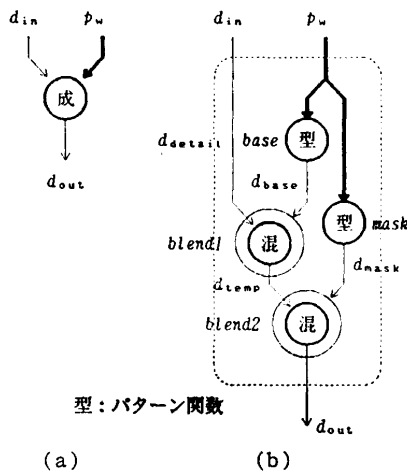 d_in p_w
成
d_out
(a)
d_in p_w
d_detail base 型
d_base
型 mask
blend1 混
d_temp d_mask
blend2 混
型：パターン関数
d_out
(b)